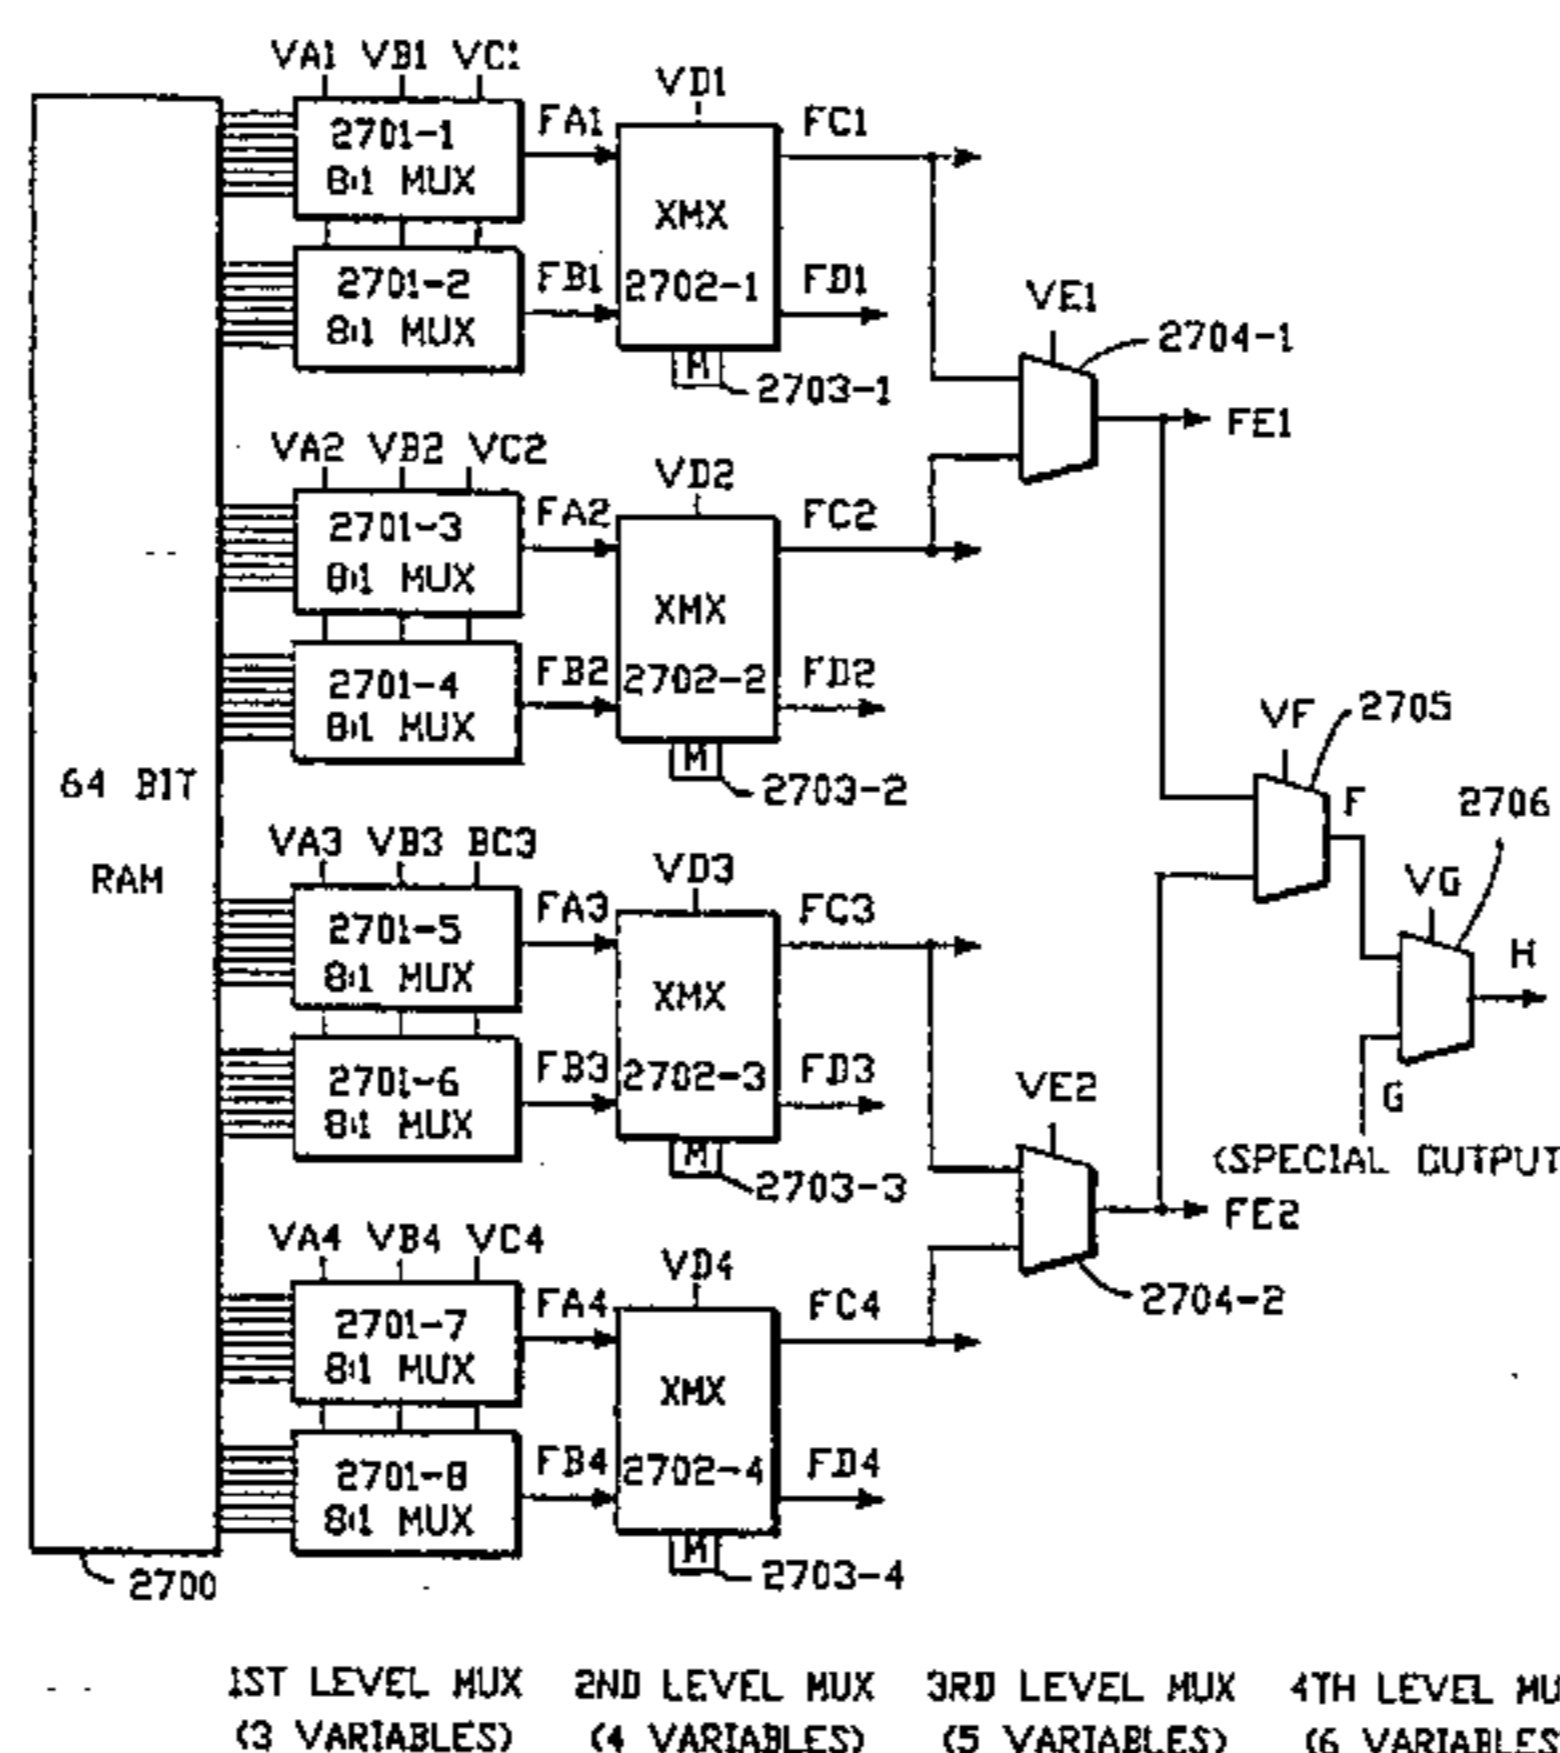 VA1 VB1 VC1
2701-1
8:1 MUX
FA1
VD1
FC1
2701-2
8:1 MUX
FB1
XMX
2702-1
FD1
M
2703-1
VE1
2704-1
FE1
VA2 VB2 VC2
2701-3
8:1 MUX
FA2
VD2
FC2
2701-4
8:1 MUX
FB2
XMX
2702-2
FD2
M
2703-2
64 BIT
RAM
VF
2705
F
2706
VG
H
G
(SPECIAL OUTPUT
VA3 VB3 BC3
2701-5
8:1 MUX
FA3
VD3
FC3
2701-6
8:1 MUX
FB3
XMX
2702-3
FD3
M
2703-3
VE2
FE2
2704-2
VA4 VB4 VC4
2701-7
8:1 MUX
FA4
VD4
FC4
2701-8
8:1 MUX
FB4
XMX
2702-4
FD4
M
2703-4
2700
1ST LEVEL MUX 2ND LEVEL MUX 3RD LEVEL MUX 4TH LEVEL MU
(3 VARIABLES) (4 VARIABLES) (5 VARIABLES) (6 VARIABLES